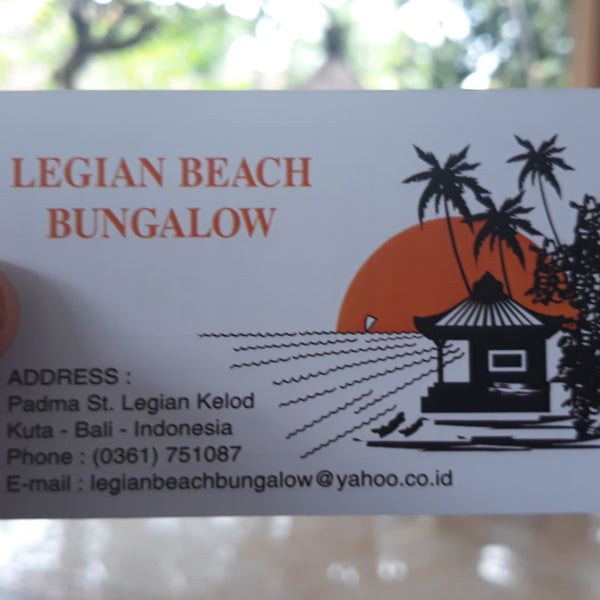 LEGIAN BEACH
BUNGALOW
ADDRESS :
Padma St. Legian Kelod
Kuta - Bali - Indonesia
Phone : (0361) 751087
E-mail : legianbeachbungalow@yahoo.co.id